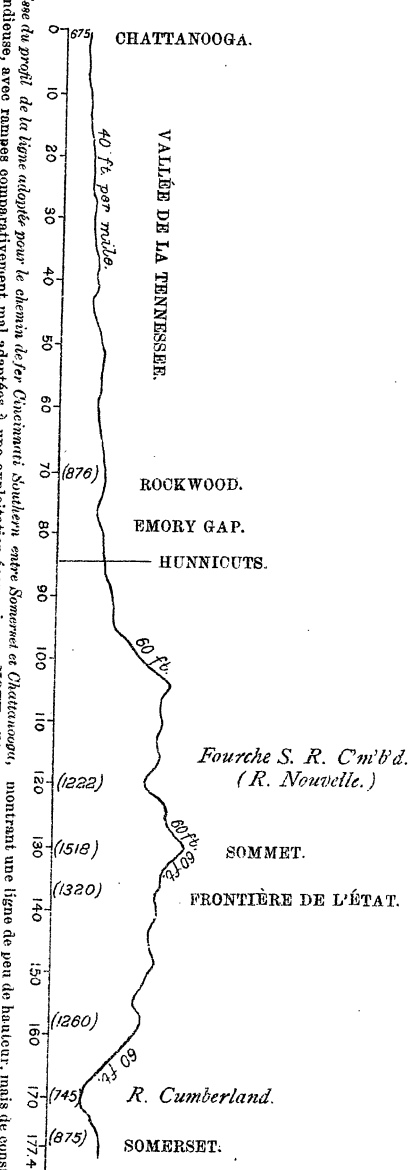 0 675 CHATTANOOGA.
10
20
30
40
40 ft. per mile.
VALLÉE DE LA TENNESSEE.
50
60
70 (876) ROCKWOOD.
80 EMORY GAP.
HUNNICUTS.
90
100
60 ft.
110
Fourche S. R. C'm'b'd.
120 (1222) (R. Nouvelle.)
60 ft.
130 (1518) SOMMET.
60 ft.
(1320) FRONTIÈRE DE L'ÉTAT.
140
150
(1260)
160
60 ft.
170 (745) R. Cumberland.
177.4 (875) SOMERSET.
du profil de la ligne adoptée pour le chemin de fer Cincinnati Southern entre Somerset et Chattanooga, montrant une ligne de peu de hauteur, mais de
avec rampes comparativement mal adaptées à une exploitation